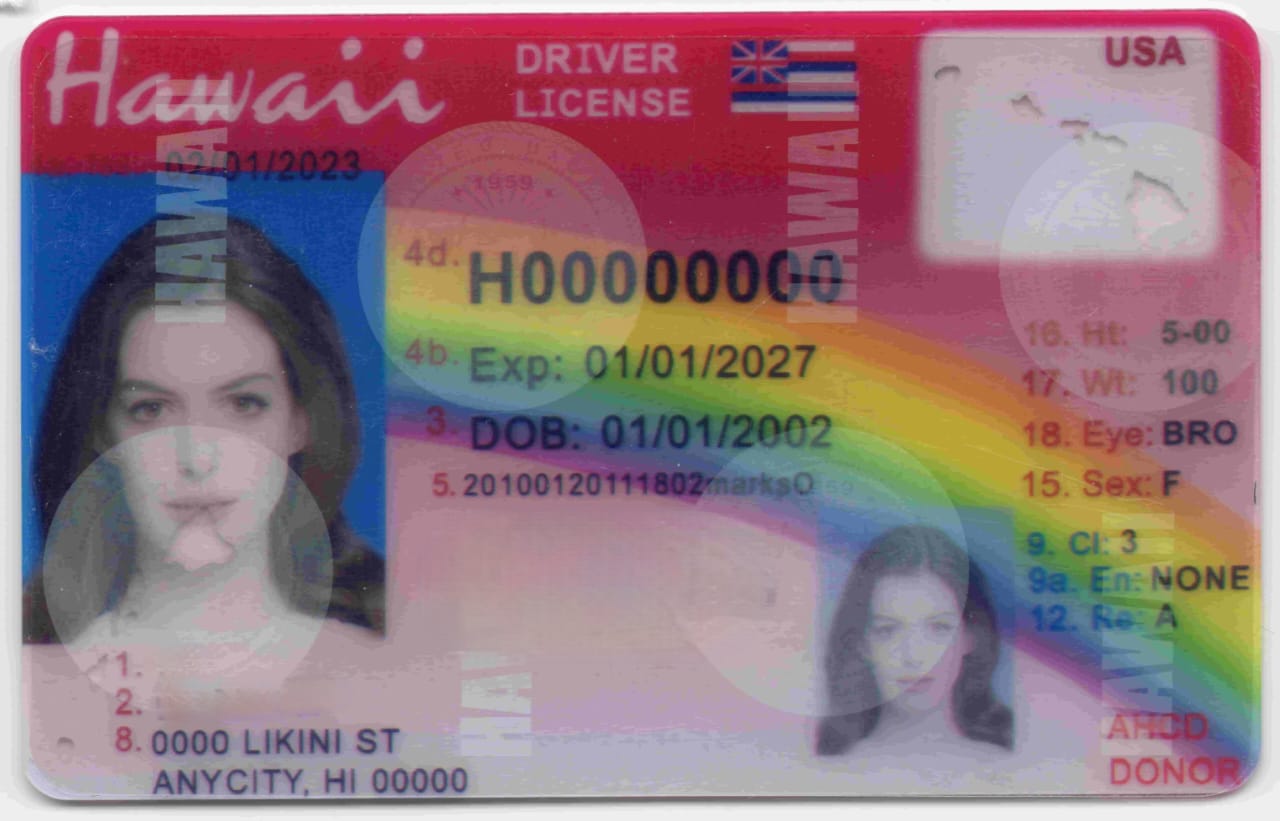 Hawaii
DRIVER
LICENSE
USA
02/01/2023
HAWAII
HAWAII
1959
4d. H00000000
4b. Exp: 01/01/2027
3. DOB: 01/01/2002
5. 20100120111802marksO
16. Ht: 5-00
17. Wt: 100
18. Eye: BRO
15. Sex: F
9. Cl: 3
9a. En: NONE
12. Re: A
1.
2.
8. 0000 LIKINI ST
ANYCITY, HI 00000
HAW
HAWAII
AHCD
DONOR